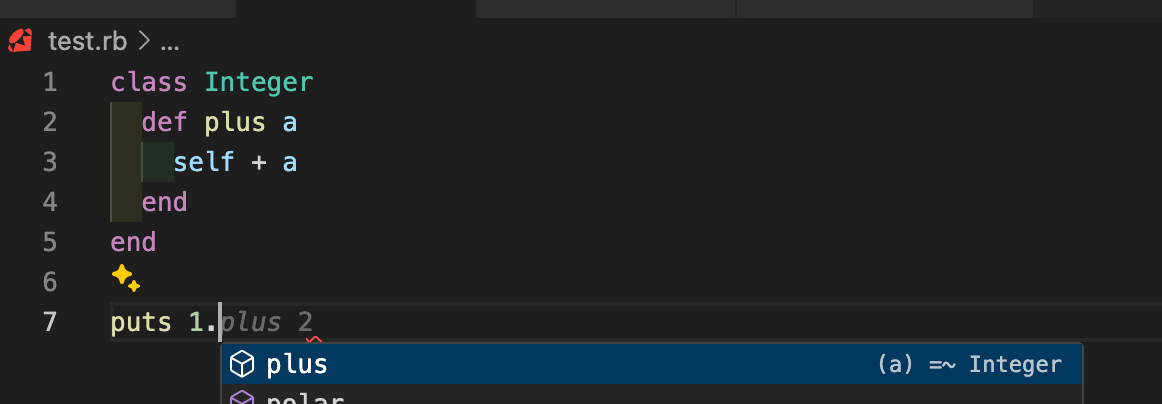 test.rb > ...
1 class Integer
2 def plus a
3 self + a
4 end
5 end
6
7 puts 1.plus 2
plus (a) =~ Integer
polar